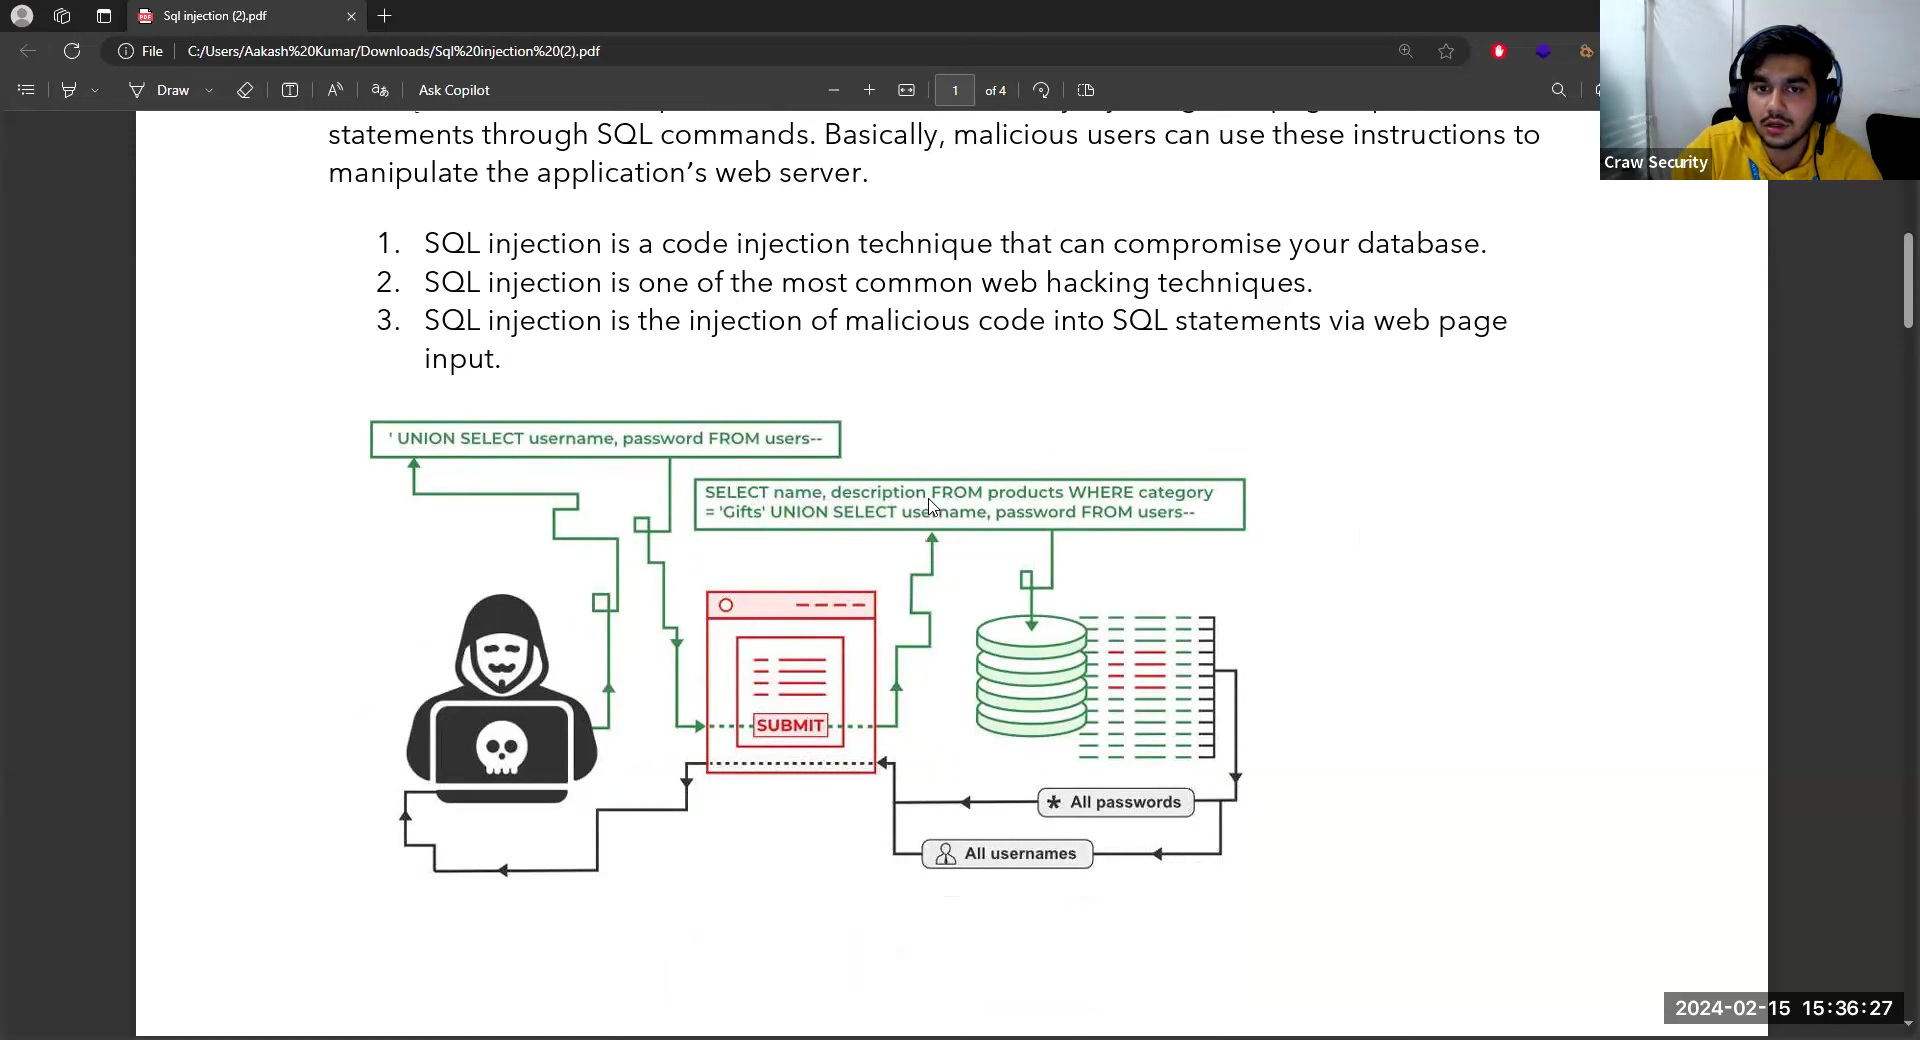 Sql injection (2).pdf
File
C:/Users/Aakash%20Kumar/Downloads/Sql%20injection%20(2).pdf
Draw
Ask Copilot
1
of 4
Craw Security
statements through SQL commands. Basically, malicious users can use these instructions to
manipulate the application’s web server.
1. SQL injection is a code injection technique that can compromise your database.
2. SQL injection is one of the most common web hacking techniques.
3. SQL injection is the injection of malicious code into SQL statements via web page
input.
' UNION SELECT username, password FROM users--
SELECT name, description FROM products WHERE category
= 'Gifts' UNION SELECT username, password FROM users--
SUBMIT
* All passwords
All usernames
2024-02-15 15:36:27